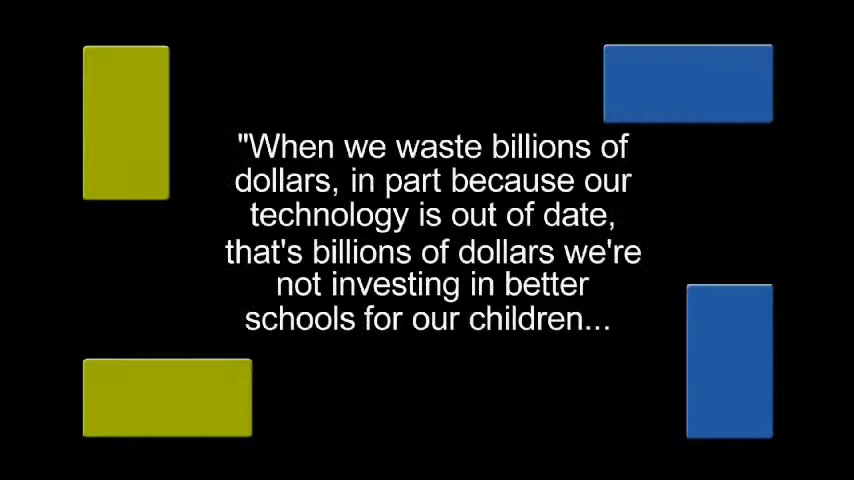 "When we waste billions of
dollars, in part because our
technology is out of date,
that's billions of dollars we're
not investing in better
schools for our children...